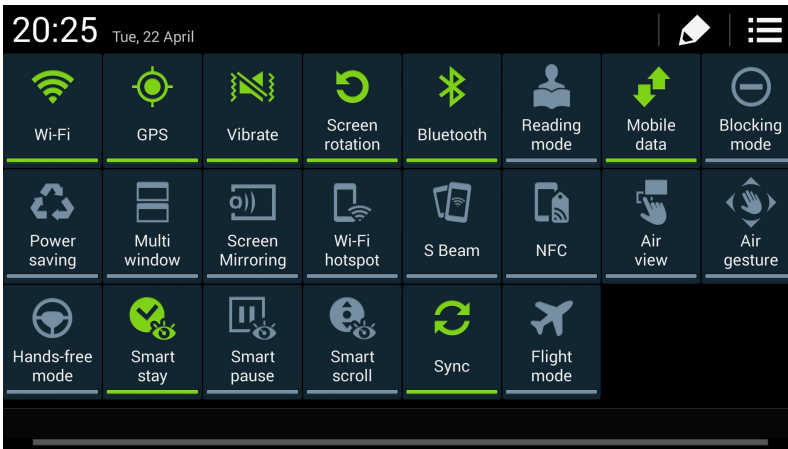 20:25 Tue, 22 April
Wi-Fi GPS Vibrate Screen rotation Bluetooth Reading mode Mobile data Blocking mode
Power saving Multi window Screen Mirroring Wi-Fi hotspot S Beam NFC Air view Air gesture
Hands-free mode Smart stay Smart pause Smart scroll Sync Flight mode